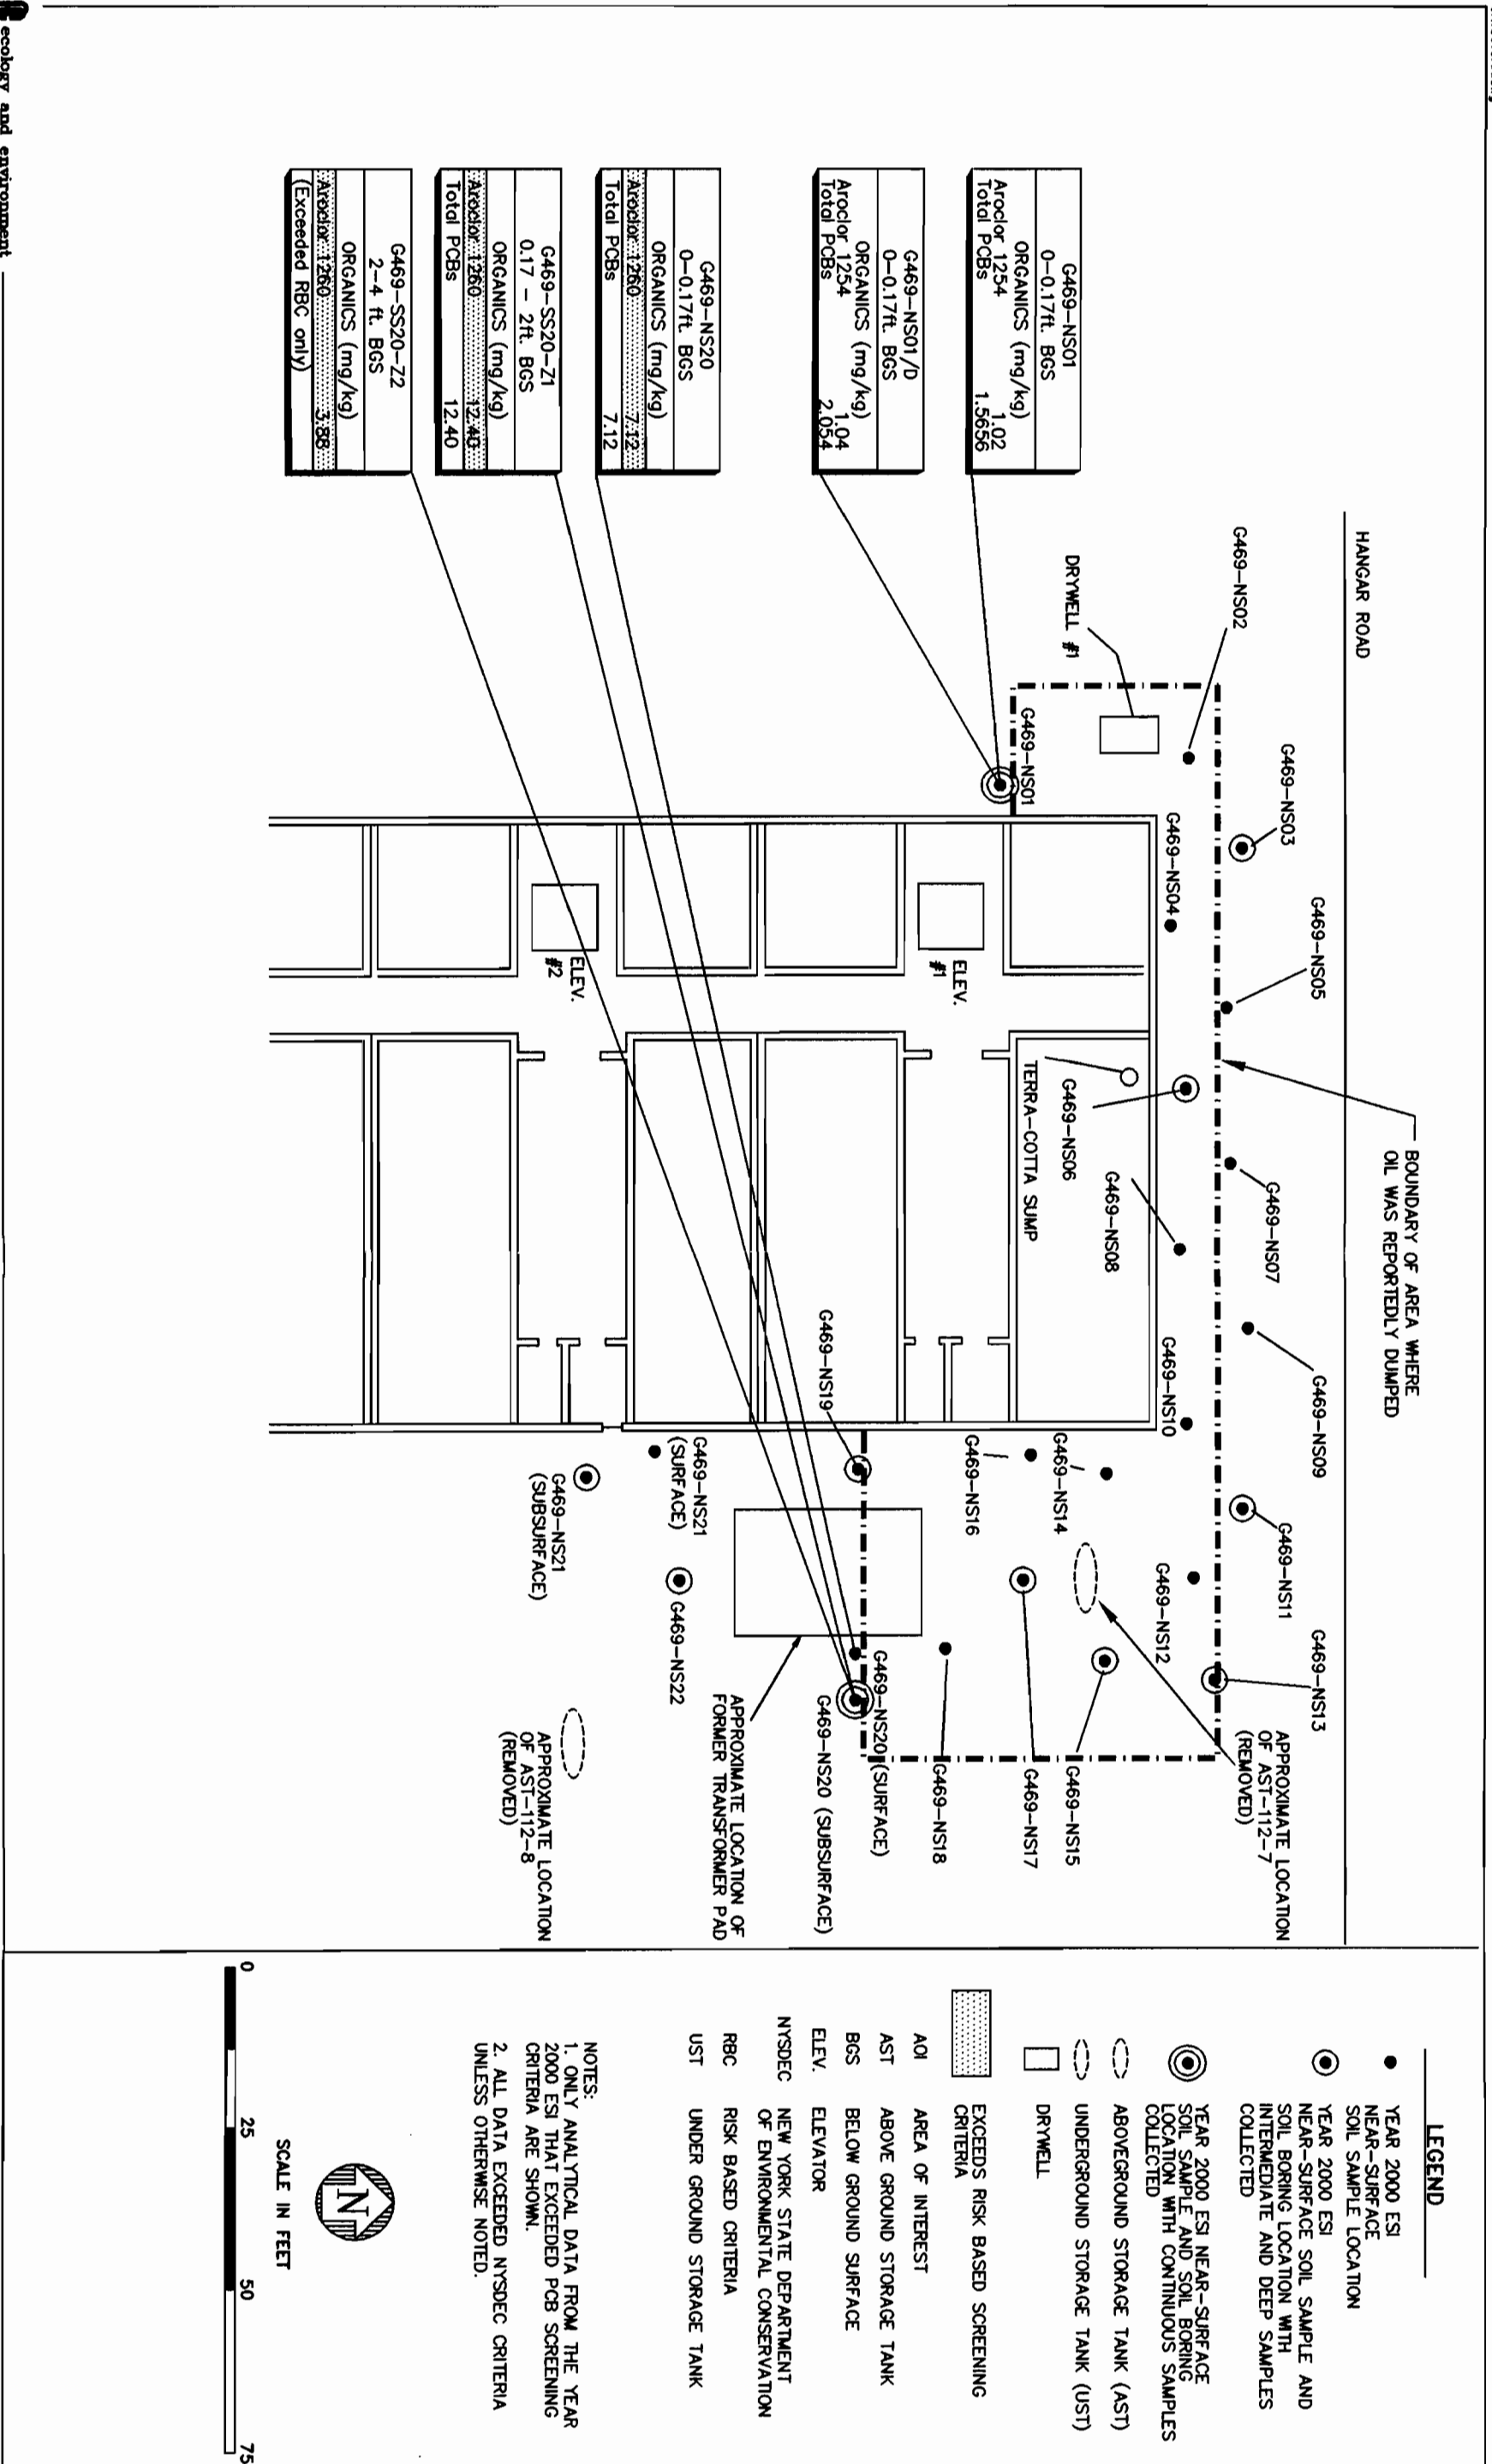 HANGAR ROAD
BOUNDARY OF AREA WHERE
OIL WAS REPORTEDLY DUMPED
G469-NS02
G469-NS03
G469-NS05
G469-NS07
G469-NS09
G469-NS11
G469-NS13
DRYWELL #1
G469-NS01
G469-NS04
G469-NS06
G469-NS08
G469-NS10
G469-NS12
TERRA-COTTA SUMP
G469-NS14
G469-NS16
APPROXIMATE LOCATION
OF AST-112-7
(REMOVED)
G469-NS15
G469-NS17
G469-NS18
ELEV.
#1
ELEV.
#2
G469-NS19
G469-NS20 (SURFACE)
G469-NS20 (SUBSURFACE)
APPROXIMATE LOCATION OF
FORMER TRANSFORMER PAD
G469-NS21
(SURFACE)
G469-NS22
G469-NS21
(SUBSURFACE)
APPROXIMATE LOCATION
OF AST-112-8
(REMOVED)
G469-NS01
0-0.17ft. BGS
ORGANICS (mg/kg)
Aroclor 1254 1.02
Total PCBs 1.5656
G469-NS01/D
0-0.17ft. BGS
ORGANICS (mg/kg)
Aroclor 1254 1.04
Total PCBs 2.054
G469-NS20
0-0.17ft. BGS
ORGANICS (mg/kg)
Aroclor 1260 7.12
Total PCBs 7.12
G469-SS20-Z1
0.17 - 2ft. BGS
ORGANICS (mg/kg)
Aroclor 1260 12.40
Total PCBs 12.40
G469-SS20-Z2
2-4 ft. BGS
ORGANICS (mg/kg)
Aroclor 1260 3.88
(Exceeded RBC only)
LEGEND
YEAR 2000 ESI
NEAR-SURFACE
SOIL SAMPLE LOCATION
YEAR 2000 ESI
NEAR-SURFACE SOIL SAMPLE AND
SOIL BORING LOCATION WITH
INTERMEDIATE AND DEEP SAMPLES
COLLECTED
YEAR 2000 ESI NEAR-SURFACE
SOIL SAMPLE AND SOIL BORING
LOCATION WITH CONTINUOUS SAMPLES
COLLECTED
ABOVEGROUND STORAGE TANK (AST)
UNDERGROUND STORAGE TANK (UST)
DRYWELL
EXCEEDS RISK BASED SCREENING
CRITERIA
AOI AREA OF INTEREST
AST ABOVE GROUND STORAGE TANK
BGS BELOW GROUND SURFACE
ELEV. ELEVATOR
NYSDEC NEW YORK STATE DEPARTMENT
OF ENVIRONMENTAL CONSERVATION
RBC RISK BASED CRITERIA
UST UNDER GROUND STORAGE TANK
NOTES:
1. ONLY ANALYTICAL DATA FROM THE YEAR
2000 ESI THAT EXCEEDED PCB SCREENING
CRITERIA ARE SHOWN.
2. ALL DATA EXCEEDED NYSDEC CRITERIA
UNLESS OTHERWISE NOTED.
N
SCALE IN FEET
0 25 50 75
ecology and environment